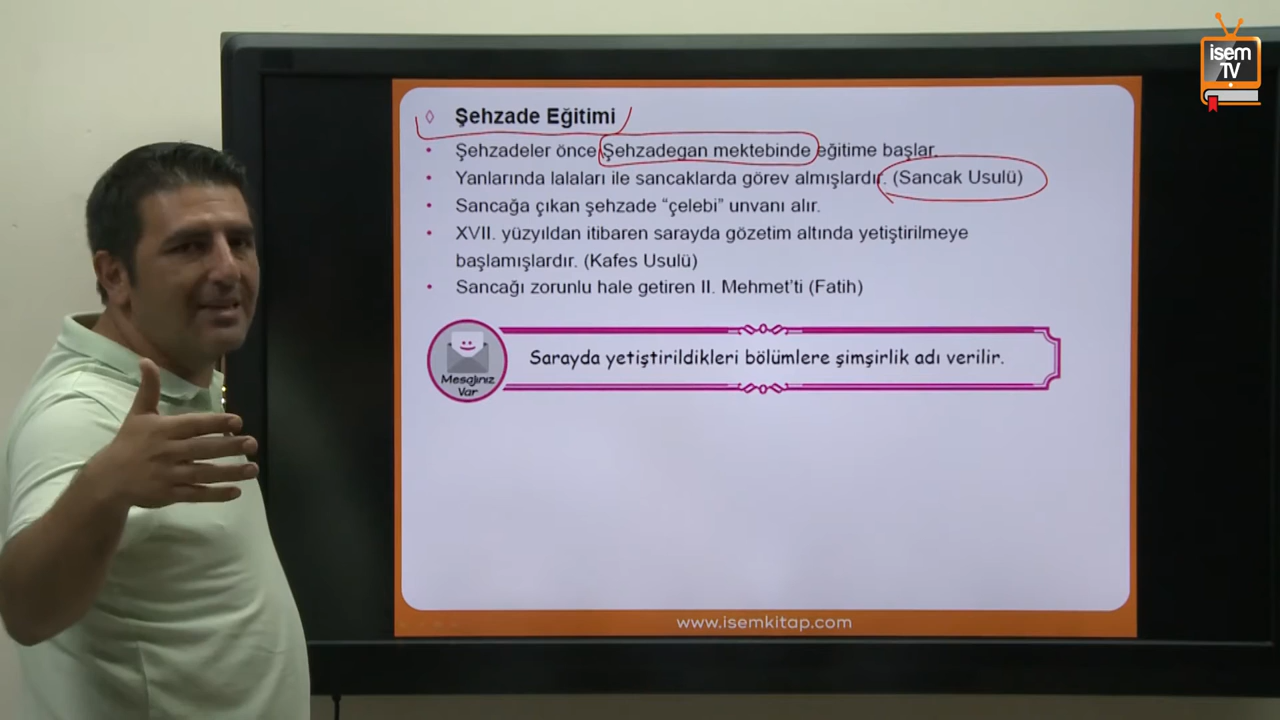 isem
TV
Şehzade Eğitimi
Şehzadeler önce Şehzadegan mektebinde eğitime başlar.
Yanlarında lalaları ile sancaklarda görev almışlardır. (Sancak Usulü)
Sancağa çıkan şehzade “çelebi” unvanı alır.
XVII. yüzyıldan itibaren sarayda gözetim altında yetiştirilmeye
başlamışlardır. (Kafes Usulü)
Sancağı zorunlu hale getiren II. Mehmet’ti (Fatih)
Mesajınız
Var
Sarayda yetiştirildikleri bölümlere şimşirlik adı verilir.
www.isemkitap.com